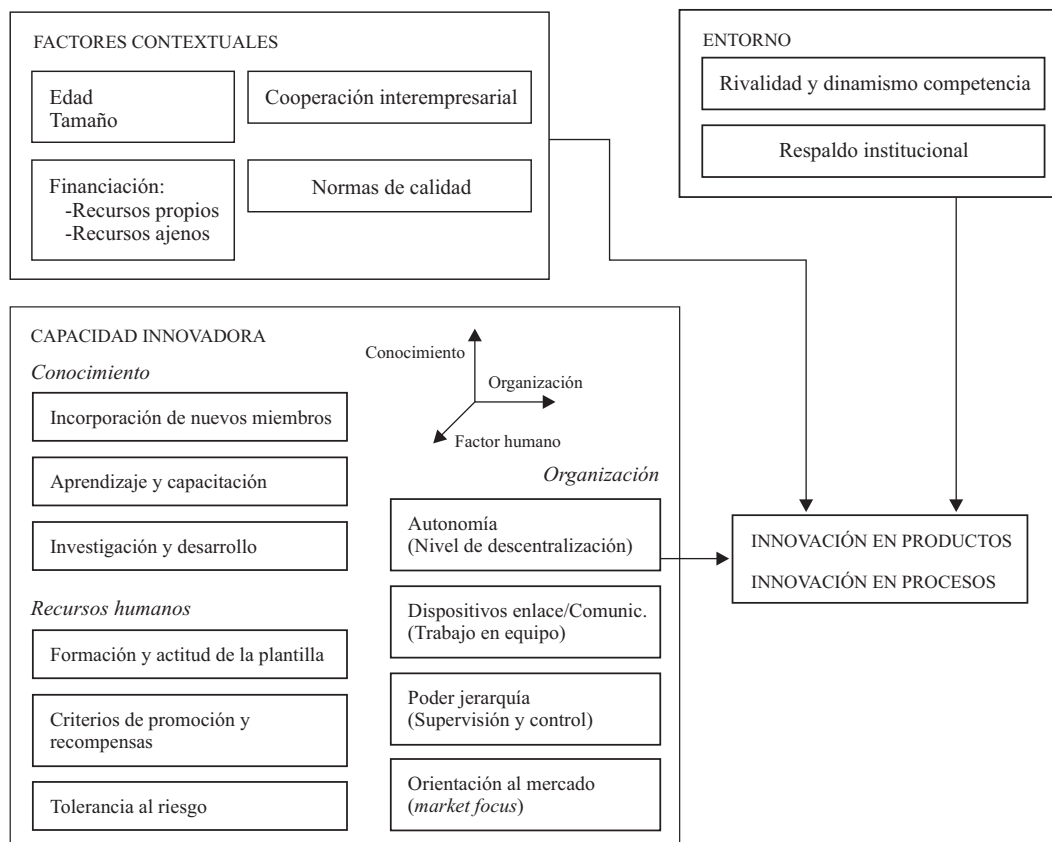 FACTORES CONTEXTUALES
Edad
Tamaño
Cooperación interempresarial
Financiación:
-Recursos propios
-Recursos ajenos
Normas de calidad
ENTORNO
Rivalidad y dinamismo competencia
Respaldo institucional
CAPACIDAD INNOVADORA
Conocimiento
Incorporación de nuevos miembros
Aprendizaje y capacitación
Investigación y desarrollo
Recursos humanos
Formación y actitud de la plantilla
Criterios de promoción y
recompensas
Tolerancia al riesgo
Conocimiento
Organización
Factor humano
Organización
Autonomía
(Nivel de descentralización)
Dispositivos enlace/Comunic.
(Trabajo en equipo)
Poder jerarquía
(Supervisión y control)
Orientación al mercado
(market focus)
INNOVACIÓN EN PRODUCTOS
INNOVACIÓN EN PROCESOS